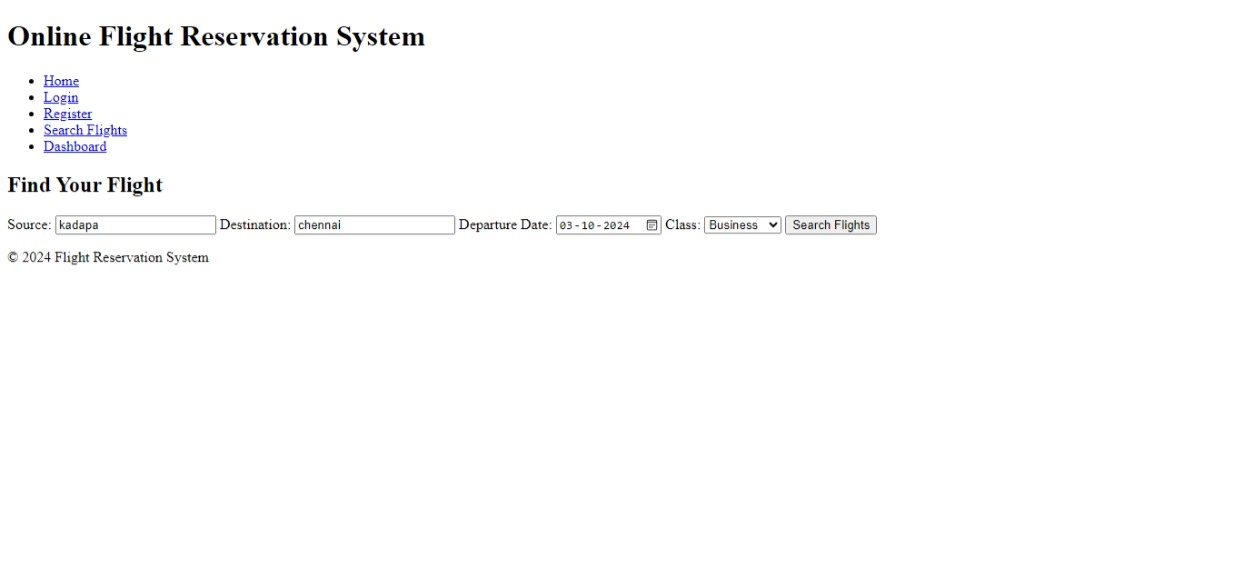 Online Flight Reservation System
Home
Login
Register
Search Flights
Dashboard
Find Your Flight
Source: kadapa Destination: chennai Departure Date: 03-10-2024 Class: Business Search Flights
© 2024 Flight Reservation System